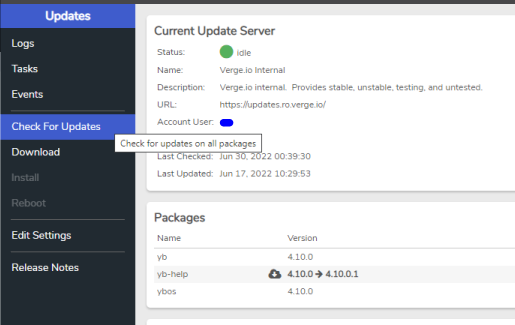 Updates
Logs
Tasks
Events
Check For Updates
Download
Install
Reboot
Edit Settings
Release Notes
Check for updates on all packages
Current Update Server
Status: idle
Name: Verge.io Internal
Description: Verge.io internal. Provides stable, unstable, testing, and untested.
URL: https://updates.ro.verge.io/
Account User:
Last Checked: Jun 30, 2022 00:39:30
Last Updated: Jun 17, 2022 10:29:53
Packages
Name Version
yb 4.10.0
yb-help 4.10.0 → 4.10.0.1
ybos 4.10.0